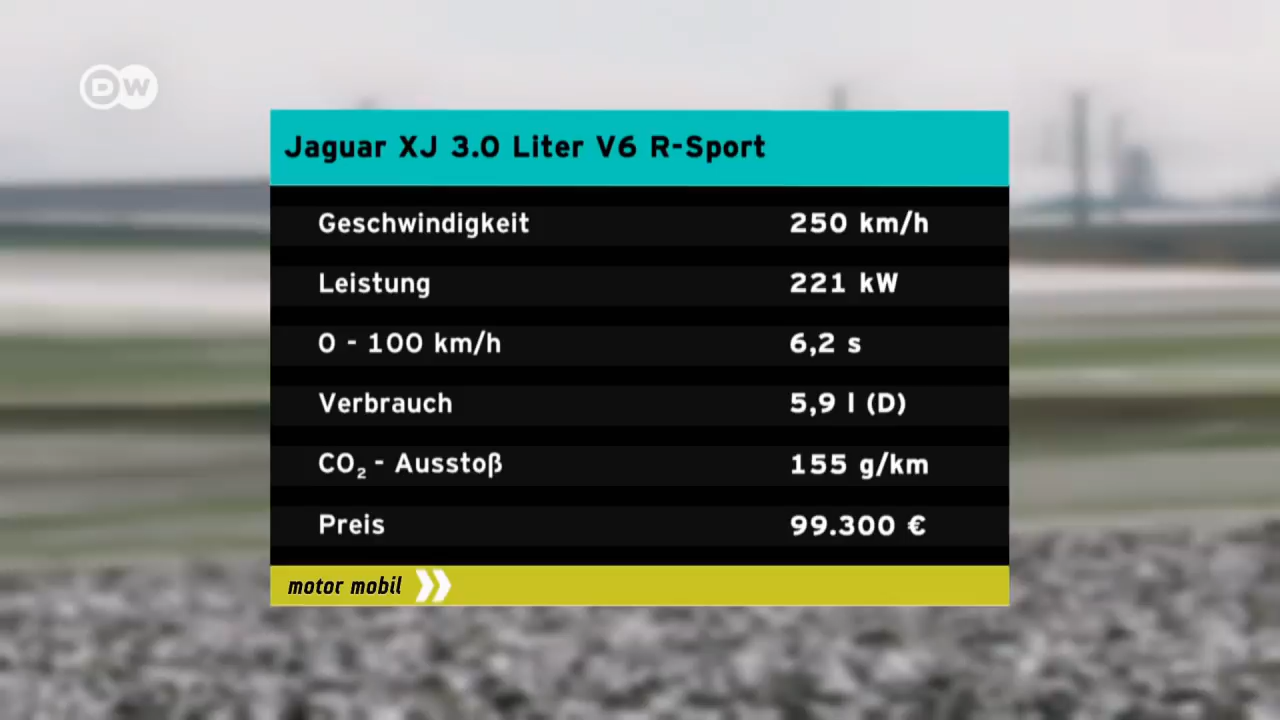 DW
Jaguar XJ 3.0 Liter V6 R-Sport
Geschwindigkeit 250 km/h
Leistung 221 kW
0 - 100 km/h 6,2 s
Verbrauch 5,9 l (D)
CO₂ - Ausstoß 155 g/km
Preis 99.300 €
motor mobil